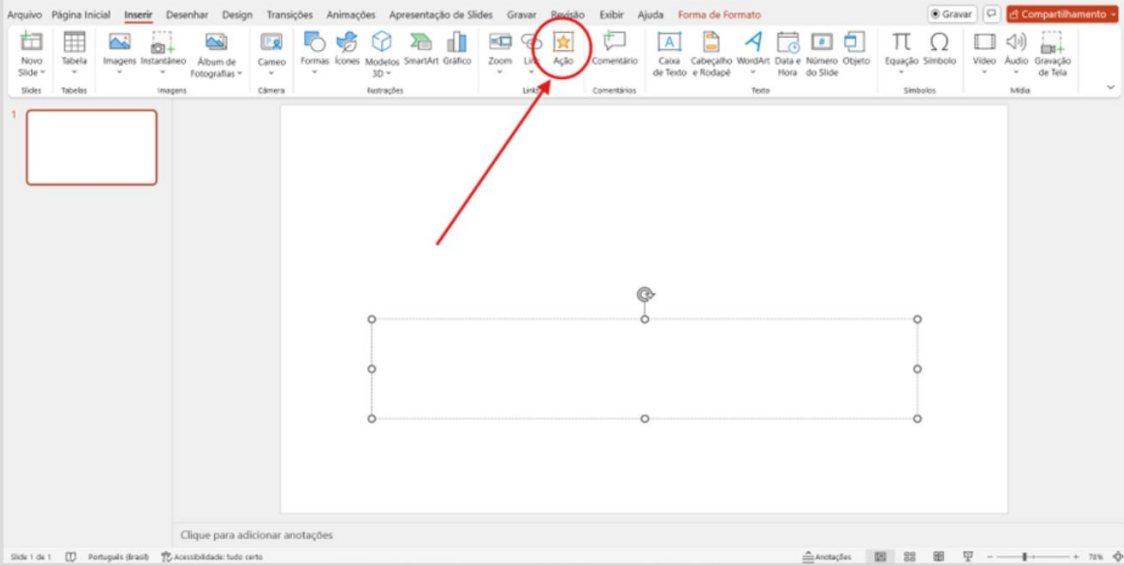 Arquivo Página Inicial Inserir Desenhar Design Transições Animações Apresentação de Slides Gravar Revisão Exibir Ajuda Forma de Formato Gravar Compartilhamento
Novo Tabela Imagens Instantâneo Álbum de Cameo Formas Ícones Modelos SmartArt Gráfico Zoom Link Ação Comentário Caixa Cabeçalho WordArt Data e Número Objeto Equação Símbolo Vídeo Áudio Gravação
Slide Fotografias 3D de Texto e Rodapé Hora do Slide de Tela
Slides Tabelas Imagens Câmera Ilustrações Links Comentários Texto Símbolos Mídia
1
Clique para adicionar anotações
Slide 1 de 1 Português (Brasil) Acessibilidade: tudo certo Anotações 78%